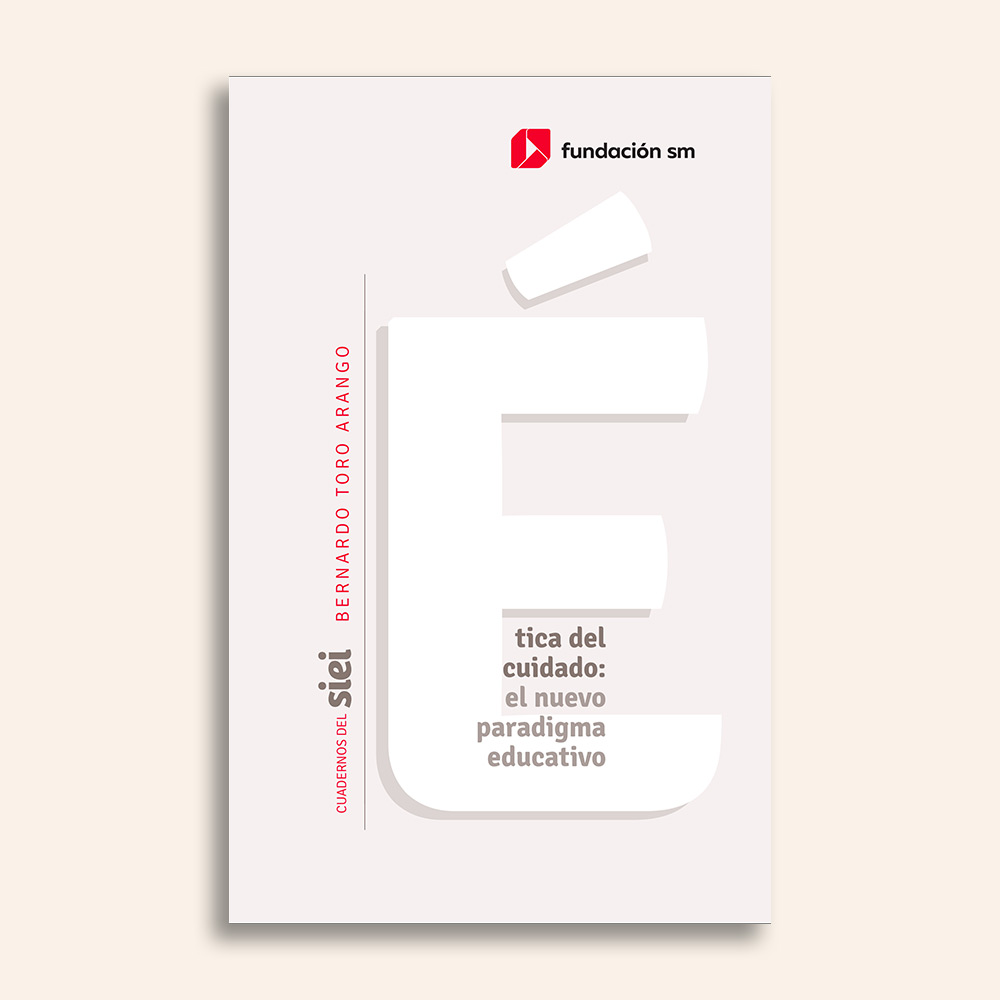 fundación sm
É
tica del
cuidado:
el nuevo
paradigma
educativo
BERNARDO TORO ARANGO
CUADERNOS DEL siei